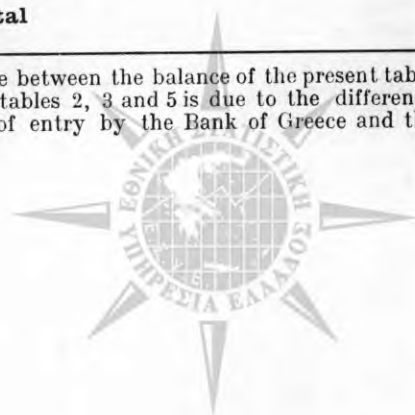 tal
e between the balance of the present tab
tables 2, 3 and 5 is due to the differen
of entry by the Bank of Greece and th
ΕΘΝΙΚΗ ΣΤΑΤΙΣΤΙΚΗ
ΥΠΗΡΕΣΙΑ ΕΛΛΑΔΟΣ
Ε.Σ.Υ.Ε.